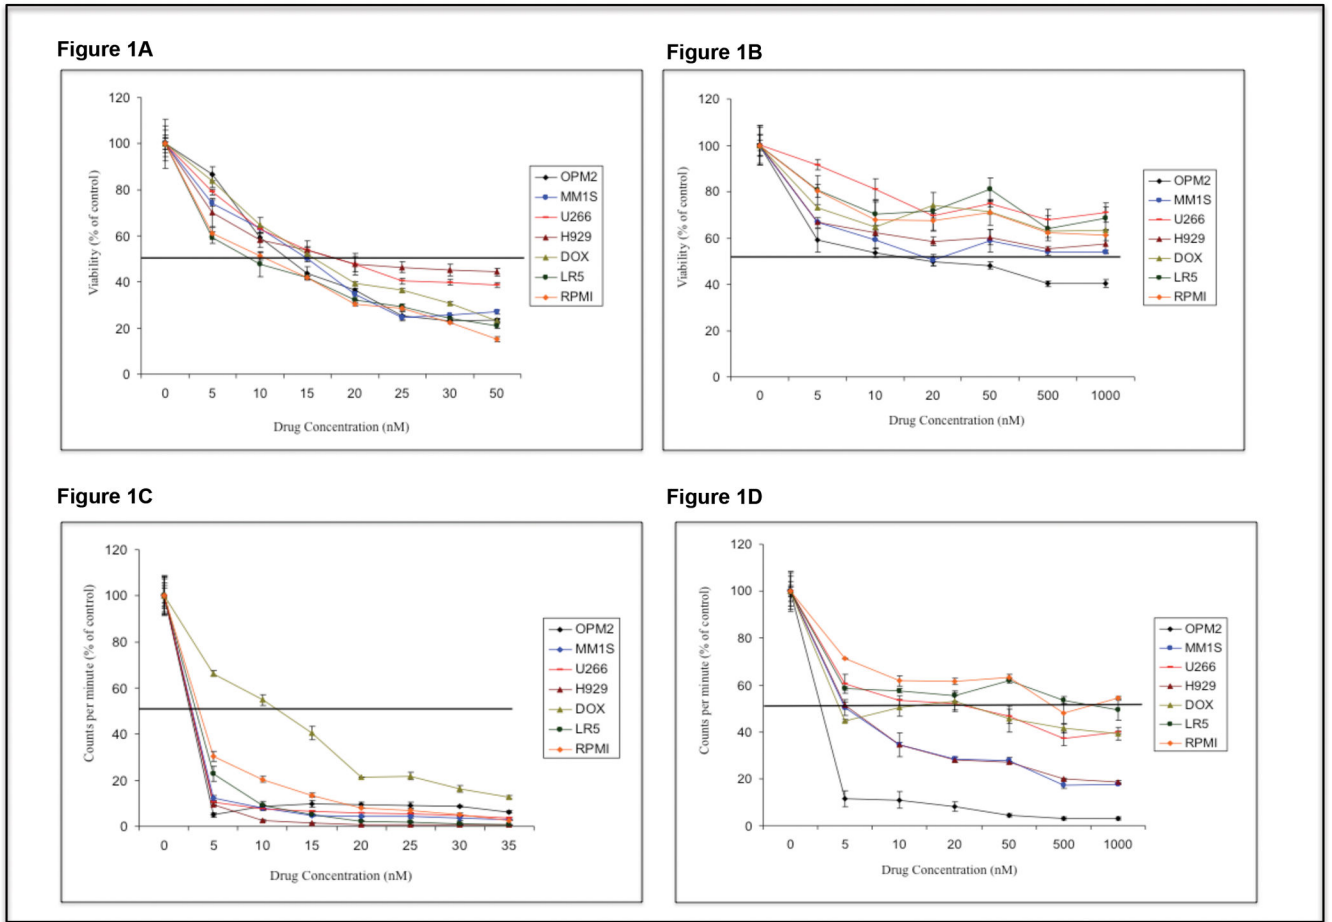 Figure 1A
Viability (% of control)
120
100
80
60
40
20
0
0 5 10 15 20 25 30 50
Drug Concentration (nM)
OPM2
MM1S
U266
H929
DOX
LR5
RPMI
Figure 1B
Viability (% of control)
120
100
80
60
40
20
0
0 5 10 20 50 500 1000
Drug Concentration (nM)
OPM2
MM1S
U266
H929
DOX
LR5
RPMI
Figure 1C
Counts per minute (% of control)
120
100
80
60
40
20
0
0 5 10 15 20 25 30 35
Drug Concentration (nM)
OPM2
MM1S
U266
H929
DOX
LR5
RPMI
Figure 1D
Counts per minute (% of control)
120
100
80
60
40
20
0
0 5 10 20 50 500 1000
Drug Concentration (nM)
OPM2
MM1S
U266
H929
DOX
LR5
RPMI